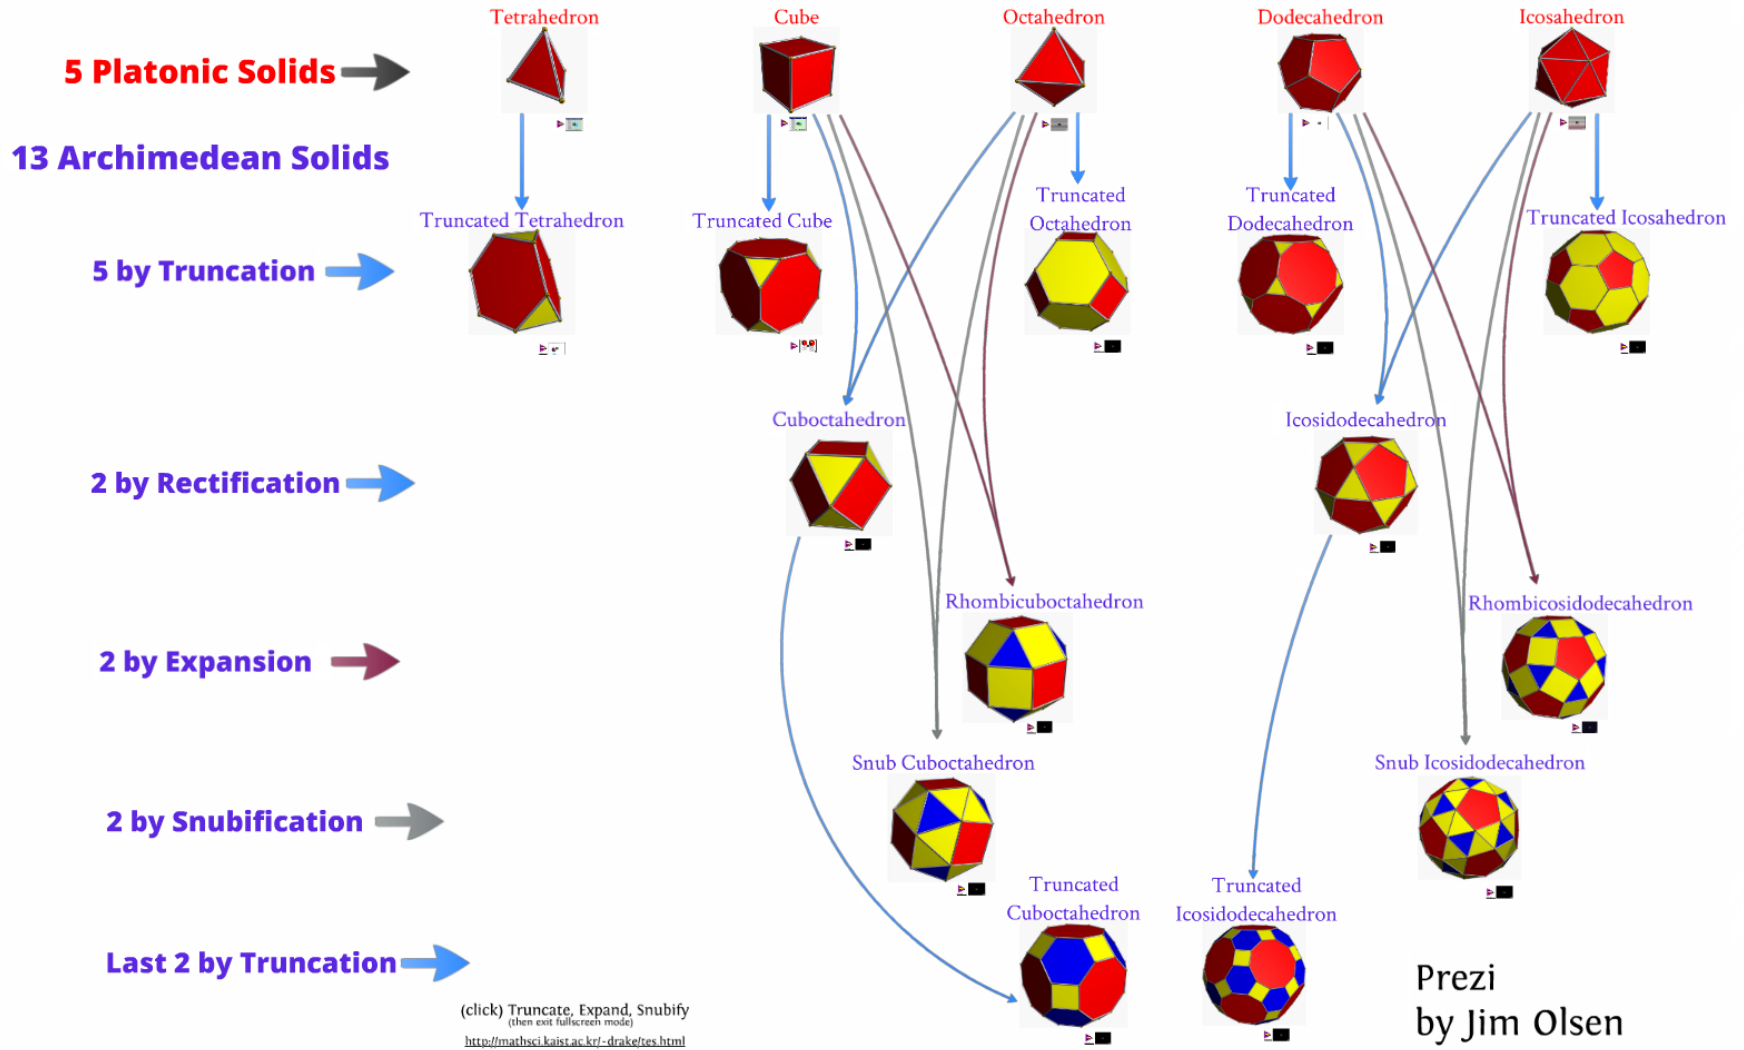 Tetrahedron
Cube
Octahedron
Dodecahedron
Icosahedron
5 Platonic Solids
13 Archimedean Solids
Truncated Tetrahedron
Truncated Cube
Truncated
Octahedron
Truncated
Dodecahedron
Truncated Icosahedron
5 by Truncation
Cuboctahedron
Icosidodecahedron
2 by Rectification
Rhombicuboctahedron
Rhombicosidodecahedron
2 by Expansion
Snub Cuboctahedron
Snub Icosidodecahedron
2 by Snubification
Truncated
Cuboctahedron
Truncated
Icosidodecahedron
Last 2 by Truncation
(click) Truncate, Expand, Snubify
(then exit fullscreen mode)
http://mathsci.kaist.ac.kr/~drake/tes.html
Prezi
by Jim Olsen